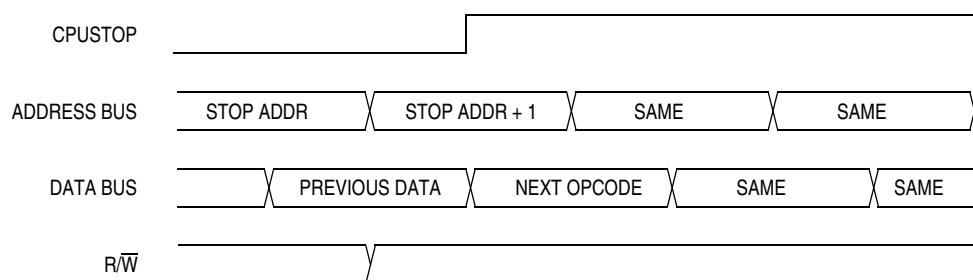 CPUSTOP
ADDRESS BUS STOP ADDR STOP ADDR + 1 SAME SAME
DATA BUS PREVIOUS DATA NEXT OPCODE SAME SAME
R/W̅